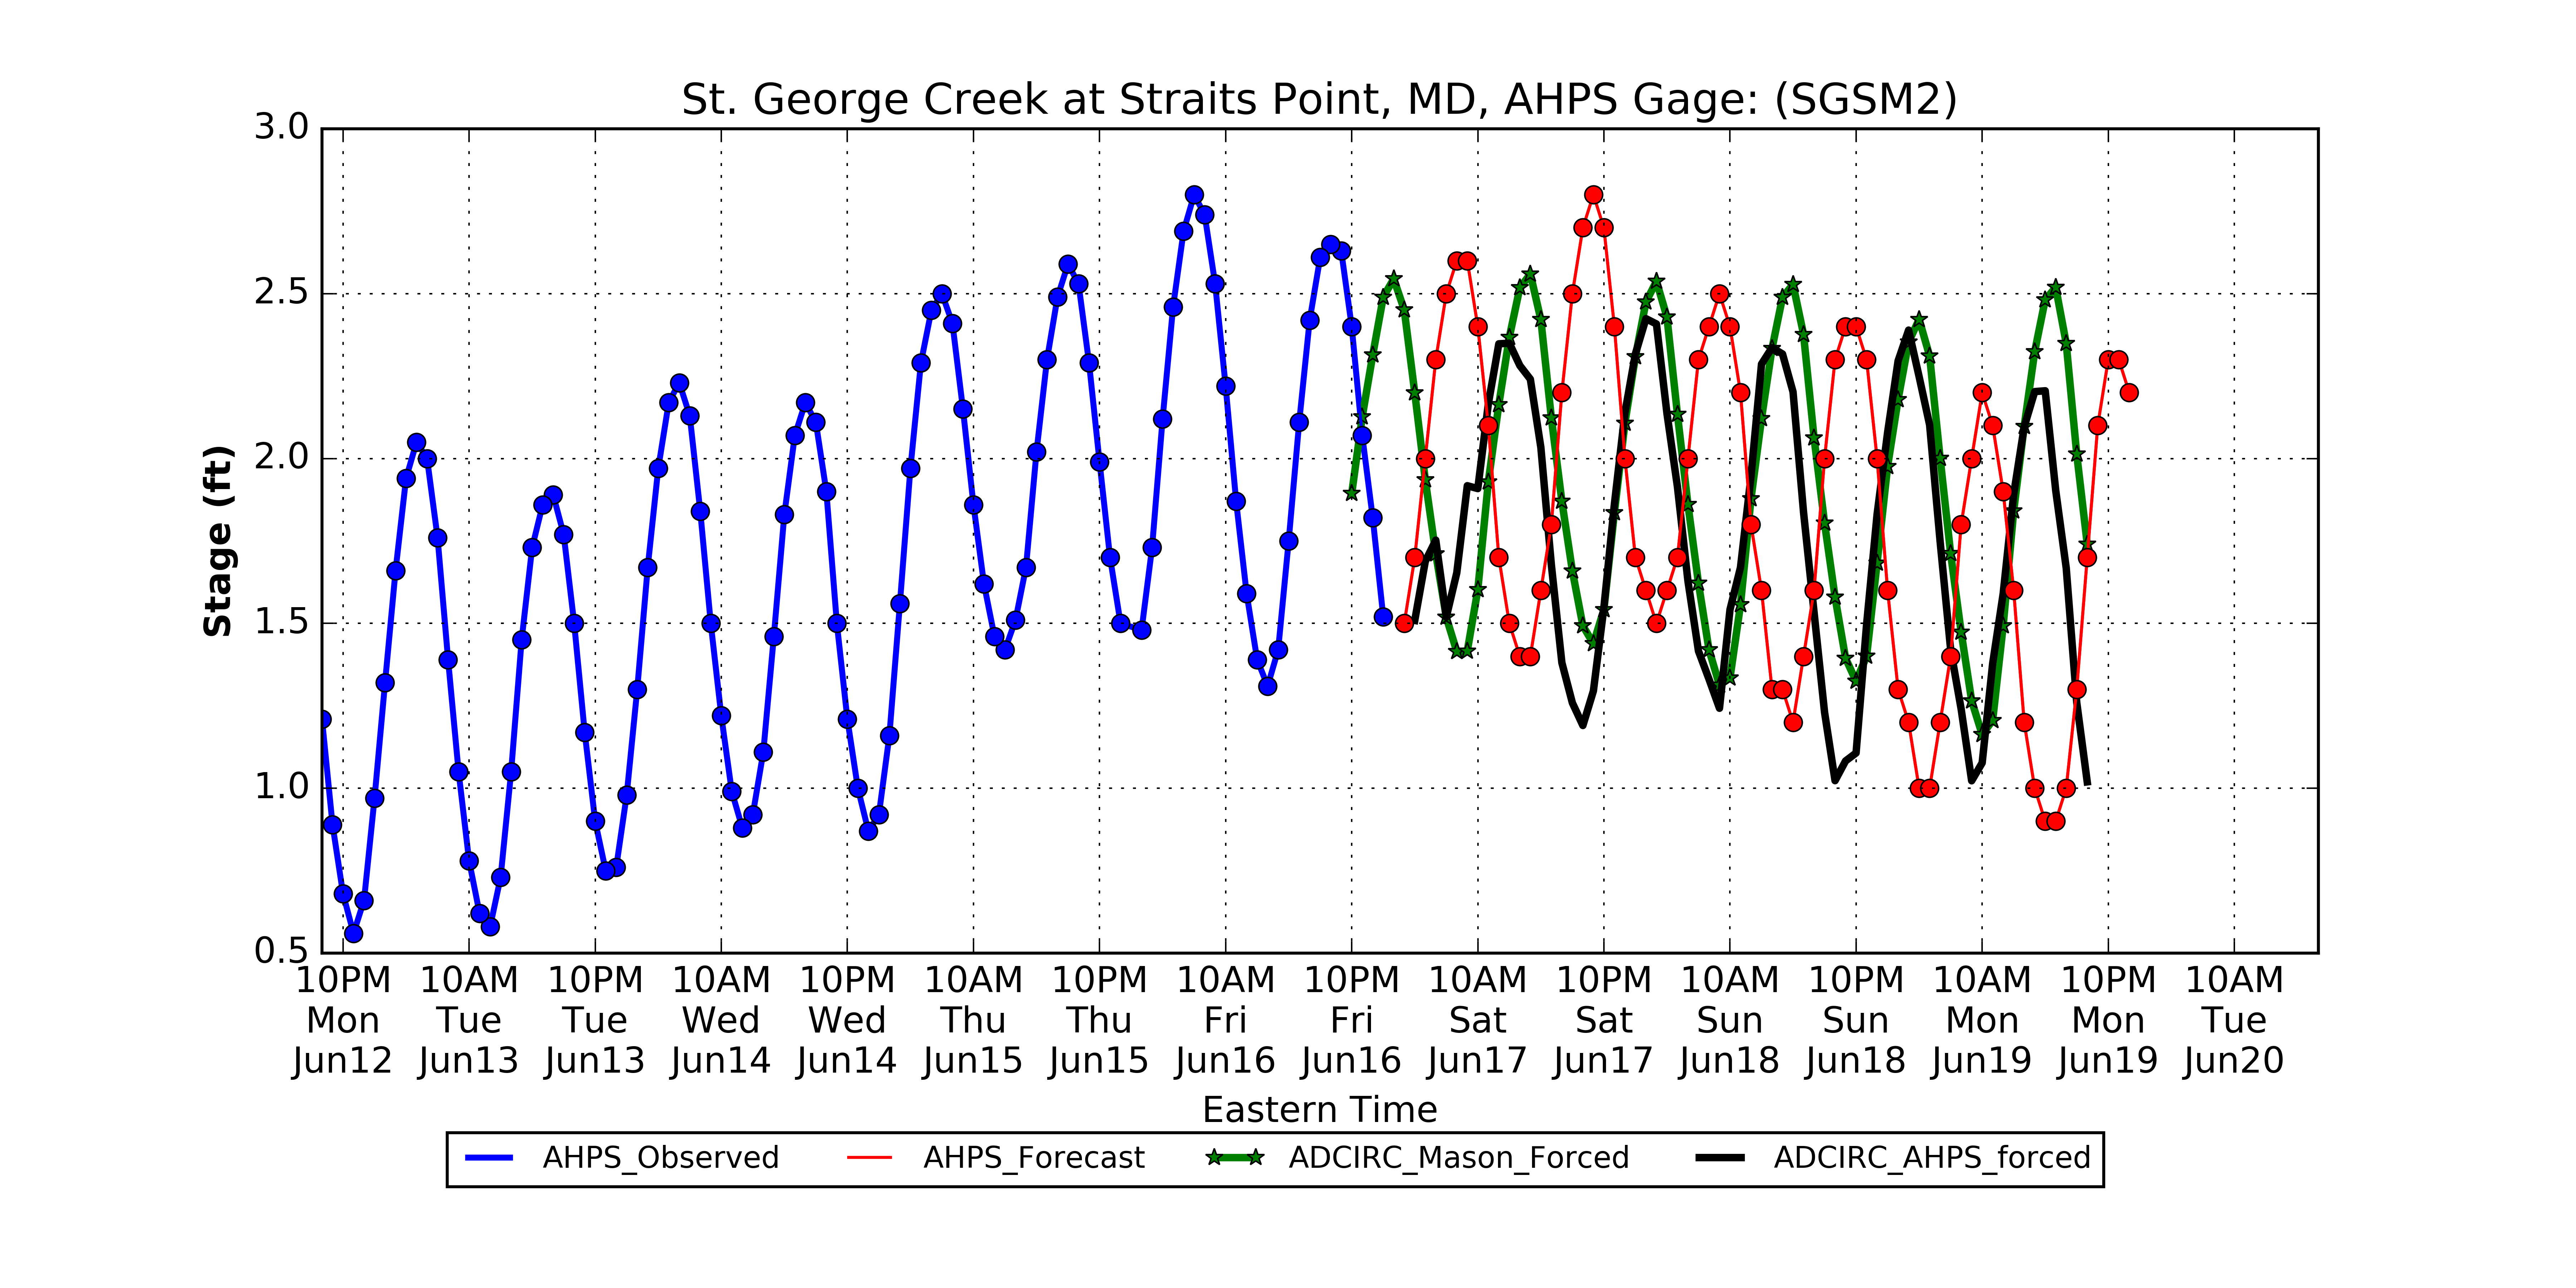 St. George Creek at Straits Point, MD, AHPS Gage: (SGSM2)
Stage (ft)
3.0
2.5
2.0
1.5
1.0
0.5
10PM 10AM 10PM 10AM 10PM 10AM 10PM 10AM 10PM 10AM 10PM 10AM 10PM 10AM 10PM 10AM
Mon Tue Tue Wed Wed Thu Thu Fri Fri Sat Sat Sun Sun Mon Mon Tue
Jun12 Jun13 Jun13 Jun14 Jun14 Jun15 Jun15 Jun16 Jun16 Jun17 Jun17 Jun18 Jun18 Jun19 Jun19 Jun20
Eastern Time
AHPS_Observed AHPS_Forecast ADCIRC_Mason_Forced ADCIRC_AHPS_forced